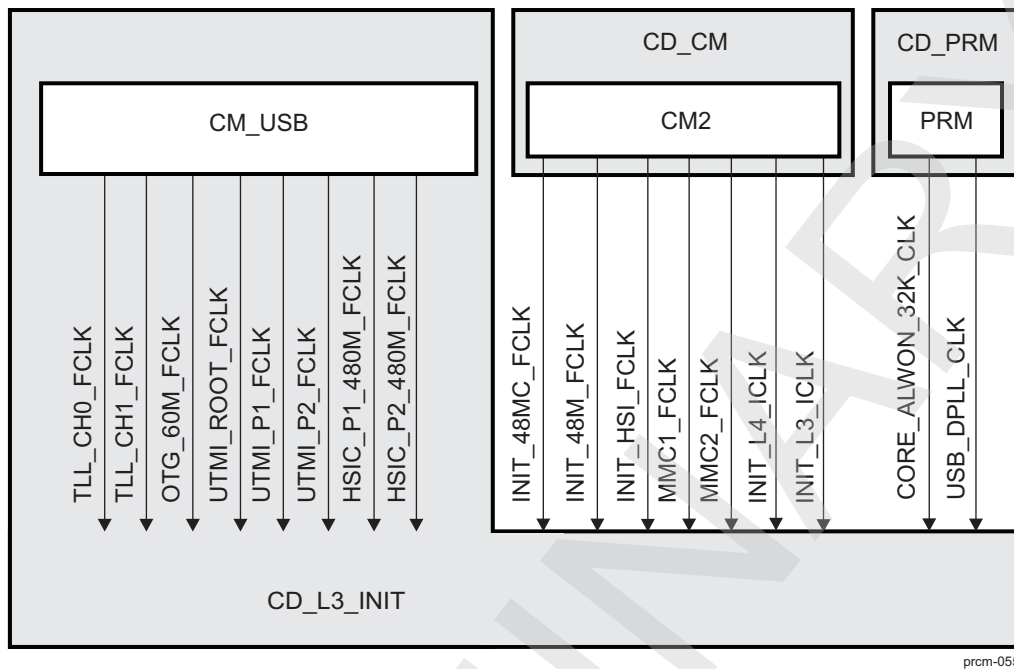 CD_CM
CD_PRM
CM_USB
CM2
PRM
TLL_CH0_FCLK
TLL_CH1_FCLK
OTG_60M_FCLK
UTMI_ROOT_FCLK
UTMI_P1_FCLK
UTMI_P2_FCLK
HSIC_P1_480M_FCLK
HSIC_P2_480M_FCLK
INIT_48MC_FCLK
INIT_48M_FCLK
INIT_HSI_FCLK
MMC1_FCLK
MMC2_FCLK
INIT_L4_ICLK
INIT_L3_ICLK
CORE_ALWON_32K_CLK
USB_DPLL_CLK
CD_L3_INIT